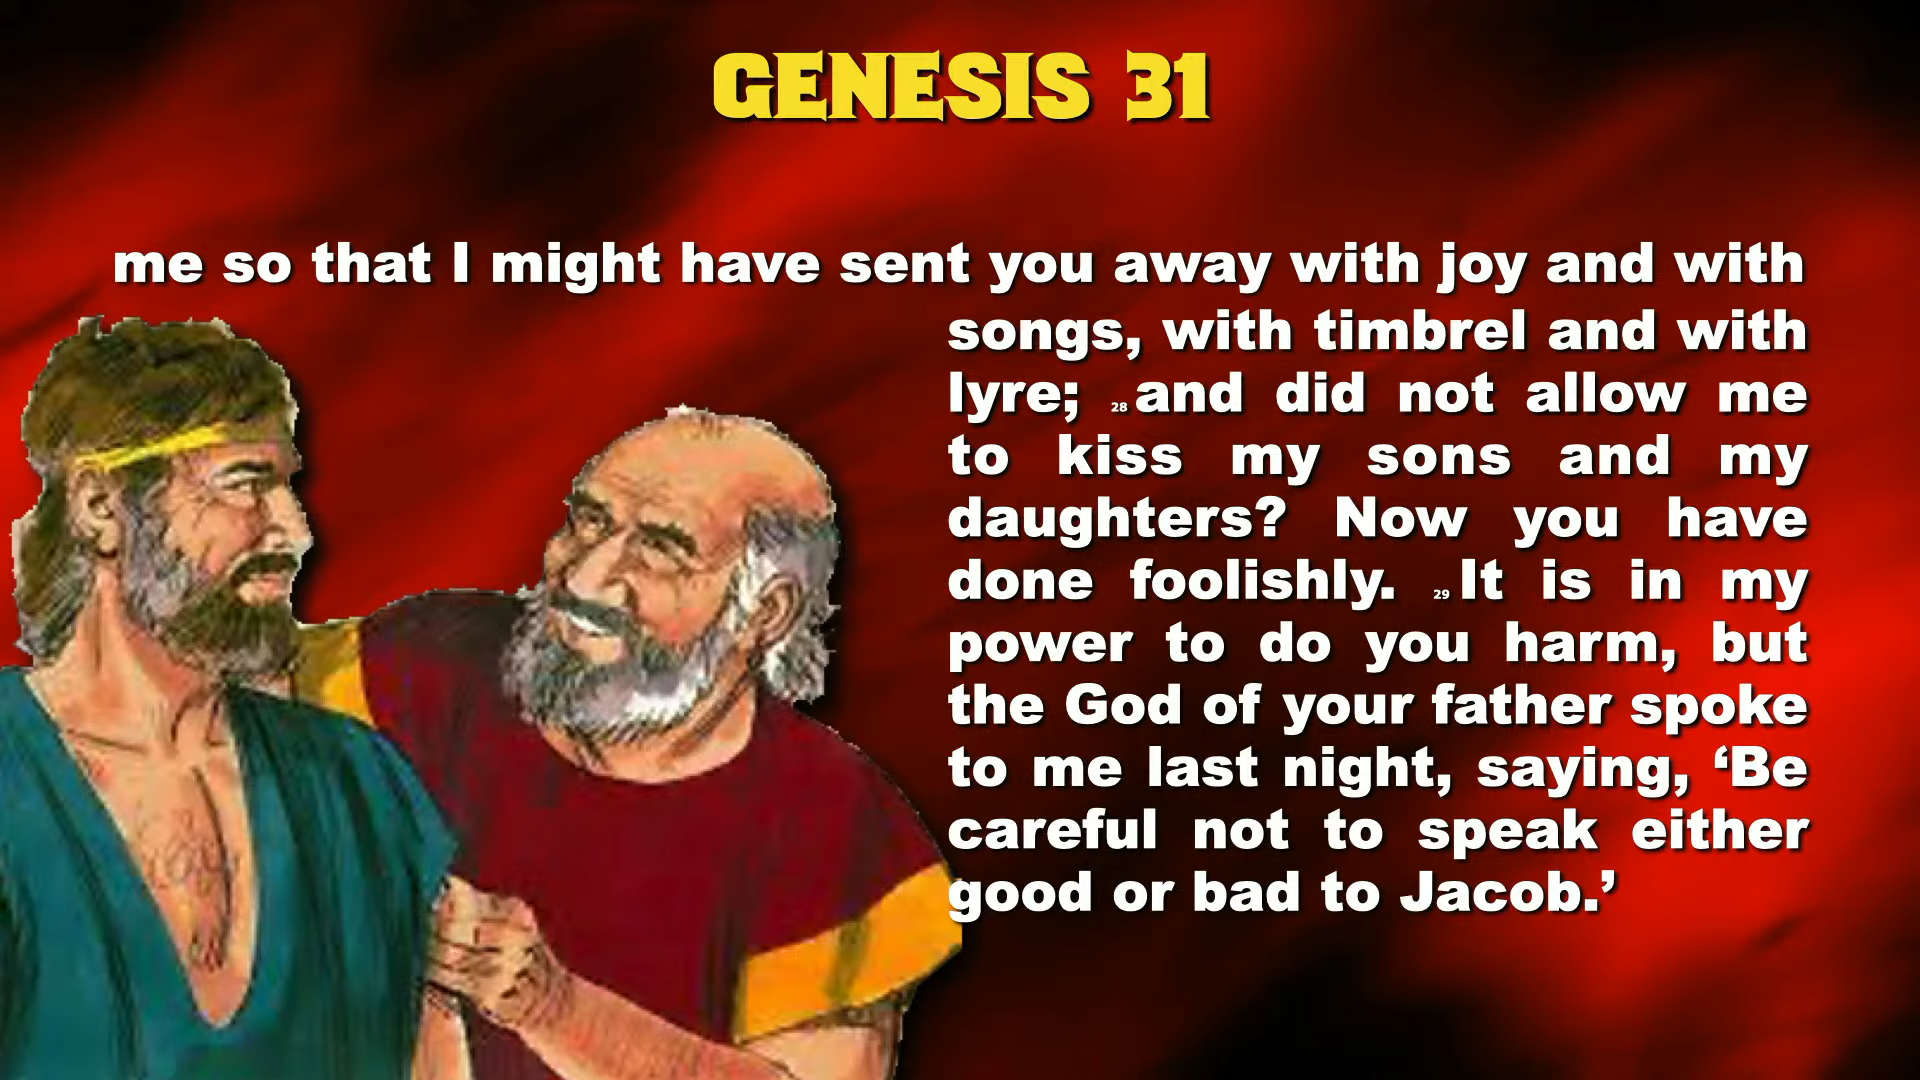 GENESIS 31
me so that I might have sent you away with joy and with
songs, with timbrel and with
lyre; 28 and did not allow me
to kiss my sons and my
daughters? Now you have
done foolishly. 29 It is in my
power to do you harm, but
the God of your father spoke
to me last night, saying, ‘Be
careful not to speak either
good or bad to Jacob.’